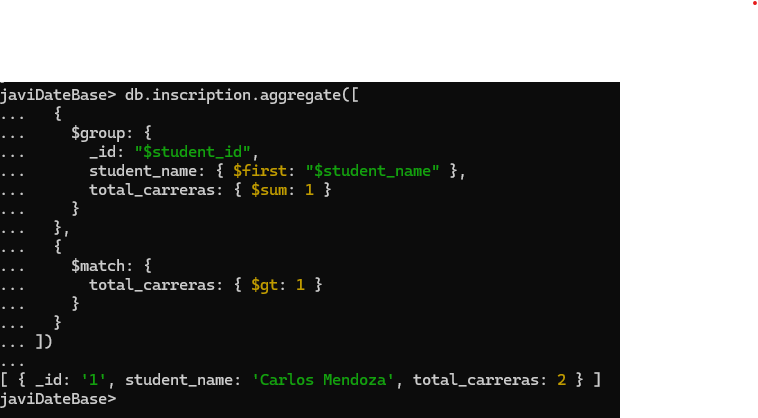 javiDateBase> db.inscription.aggregate([
...   {
...     $group: {
...       _id: "$student_id",
...       student_name: { $first: "$student_name" },
...       total_carreras: { $sum: 1 }
...     }
...   },
...   {
...     $match: {
...       total_carreras: { $gt: 1 }
...     }
...   }
... ])
...
[ { _id: '1', student_name: 'Carlos Mendoza', total_carreras: 2 } ]
javiDateBase>